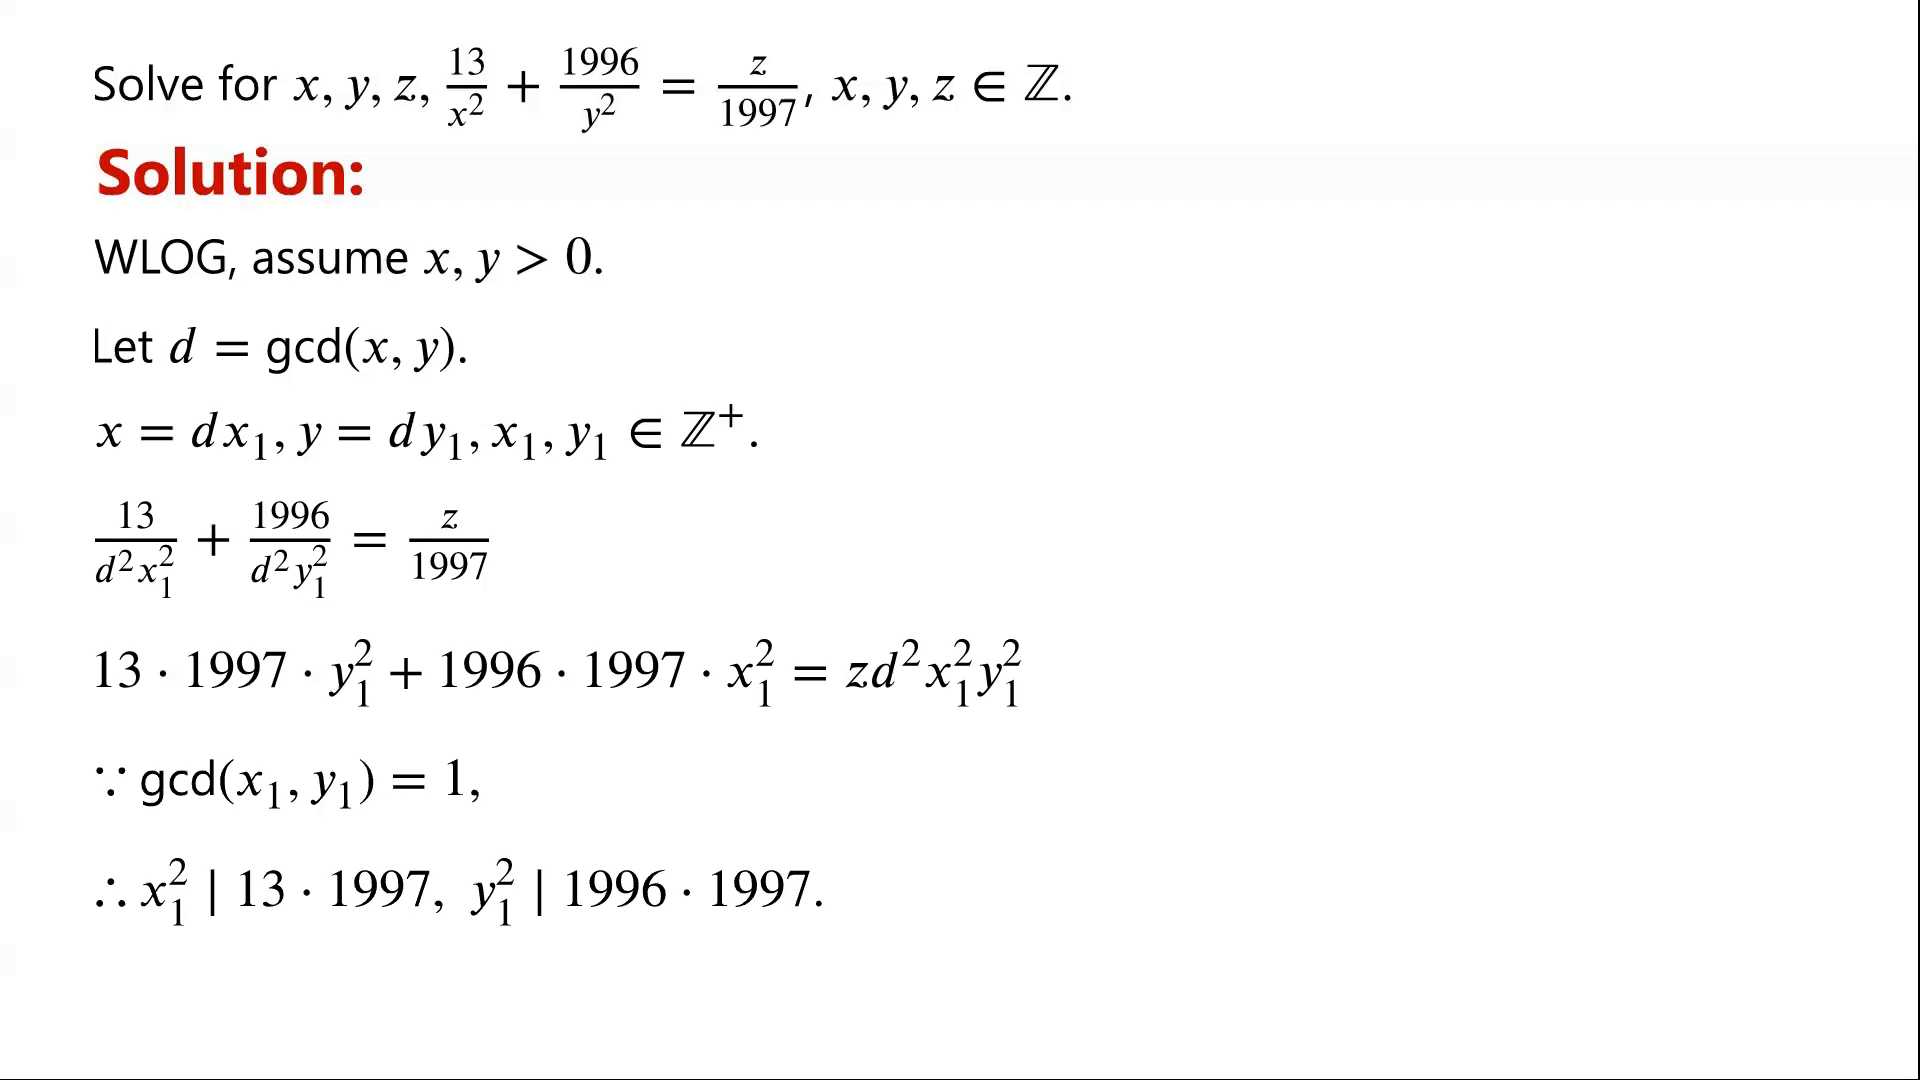 Solve for x, y, z, 13/x² + 1996/y² = z/1997, x, y, z ∈ ℤ.
Solution:
WLOG, assume x, y > 0.
Let d = gcd(x, y).
x = dx₁, y = dy₁, x₁, y₁ ∈ ℤ⁺.
13/(d²x₁²) + 1996/(d²y₁²) = z/1997
13 · 1997 · y₁² + 1996 · 1997 · x₁² = zd²x₁²y₁²
∵ gcd(x₁, y₁) = 1,
∴ x₁² | 13 · 1997, y₁² | 1996 · 1997.